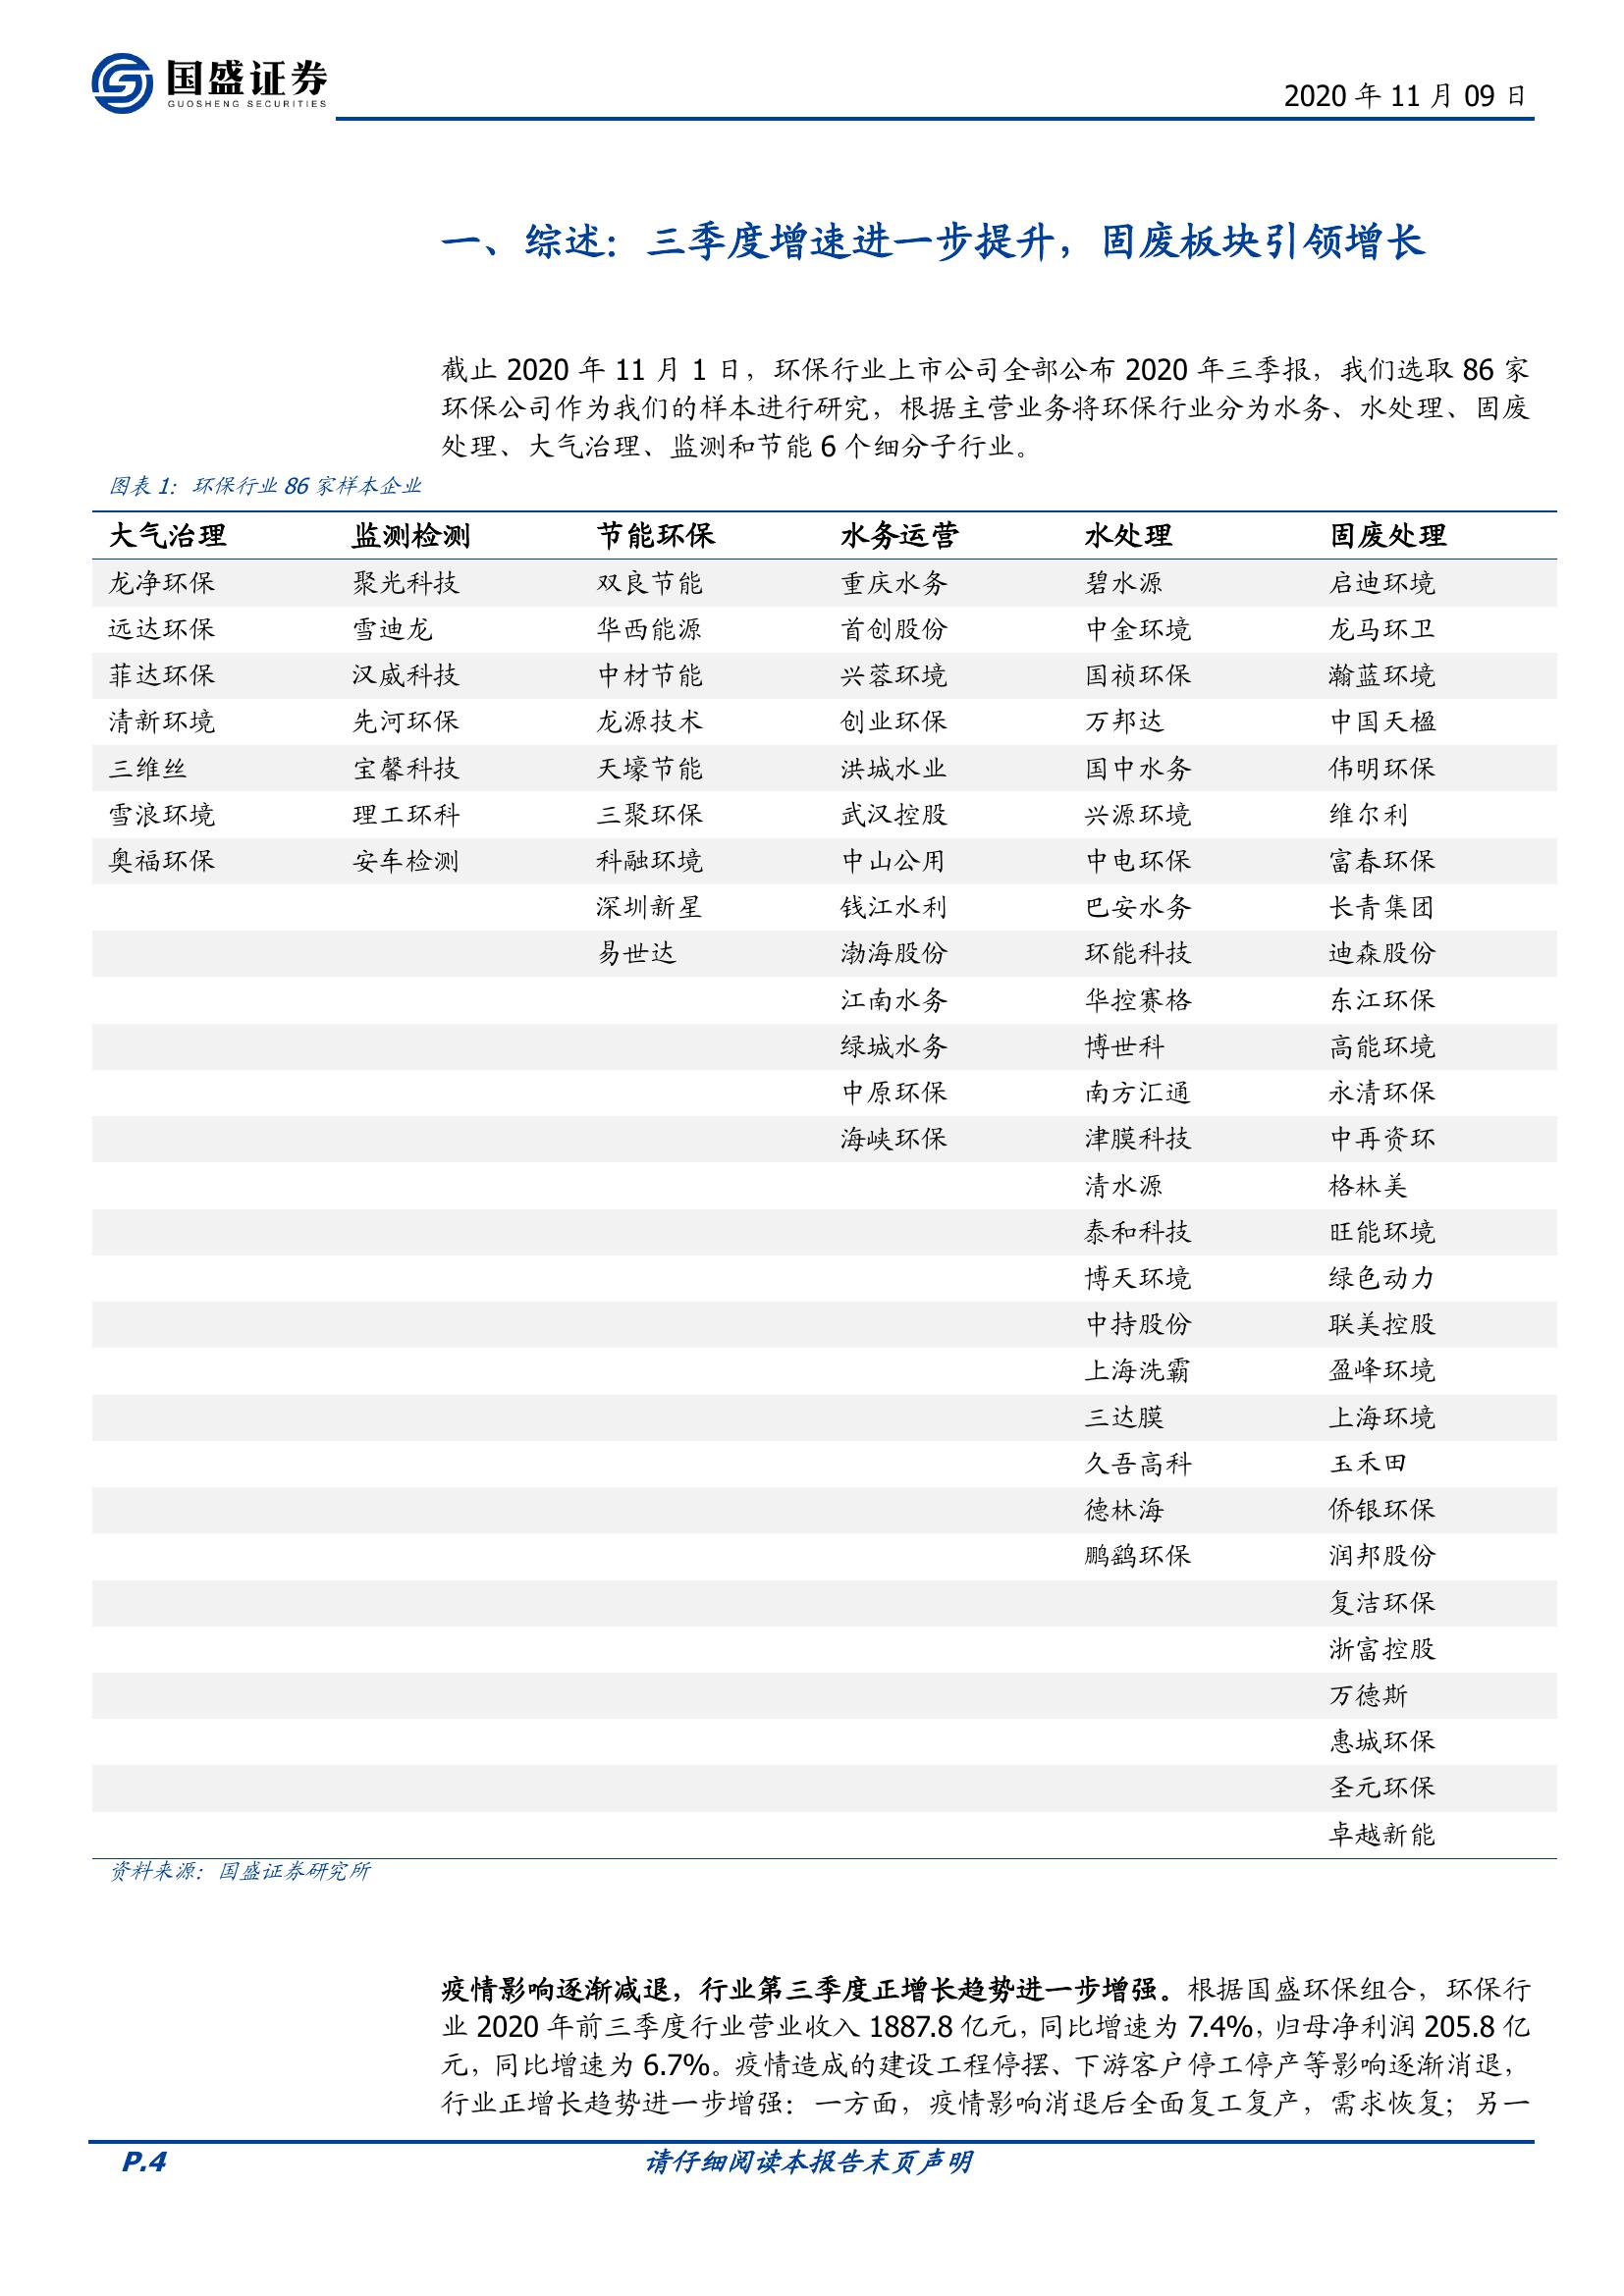 国盛证券
GUOSHENG SECURITIES
2020 年 11 月 09 日
一、综述：三季度增速进一步提升，固废板块引领增长
截止 2020 年 11 月 1 日，环保行业上市公司全部公布 2020 年三季报，我们选取 86 家
环保公司作为我们的样本进行研究，根据主营业务将环保行业分为水务、水处理、固废
处理、大气治理、监测和节能 6 个细分子行业。
图表 1：环保行业 86 家样本企业
大气治理 监测检测 节能环保 水务运营 水处理 固废处理
龙净环保 聚光科技 双良节能 重庆水务 碧水源 启迪环境
远达环保 雪迪龙 华西能源 首创股份 中金环境 龙马环卫
菲达环保 汉威科技 中材节能 兴蓉环境 国祯环保 瀚蓝环境
清新环境 先河环保 龙源技术 创业环保 万邦达 中国天楹
三维丝 宝馨科技 天壕节能 洪城水业 国中水务 伟明环保
雪浪环境 理工环科 三聚环保 武汉控股 兴源环境 维尔利
奥福环保 安车检测 科融环境 中山公用 中电环保 富春环保
深圳新星 钱江水利 巴安水务 长青集团
易世达 渤海股份 环能科技 迪森股份
江南水务 华控赛格 东江环保
绿城水务 博世科 高能环境
中原环保 南方汇通 永清环保
海峡环保 津膜科技 中再资环
清水源 格林美
泰和科技 旺能环境
博天环境 绿色动力
中持股份 联美控股
上海洗霸 盈峰环境
三达膜 上海环境
久吾高科 玉禾田
德林海 侨银环保
鹏鹞环保 润邦股份
复洁环保
浙富控股
万德斯
惠城环保
圣元环保
卓越新能
资料来源：国盛证券研究所
疫情影响逐渐减退，行业第三季度正增长趋势进一步增强。根据国盛环保组合，环保行
业 2020 年前三季度行业营业收入 1887.8 亿元，同比增速为 7.4%，归母净利润 205.8 亿
元，同比增速为 6.7%。疫情造成的建设工程停摆、下游客户停工停产等影响逐渐消退，
行业正增长趋势进一步增强：一方面，疫情影响消退后全面复工复产，需求恢复；另一
P.4
请仔细阅读本报告末页声明